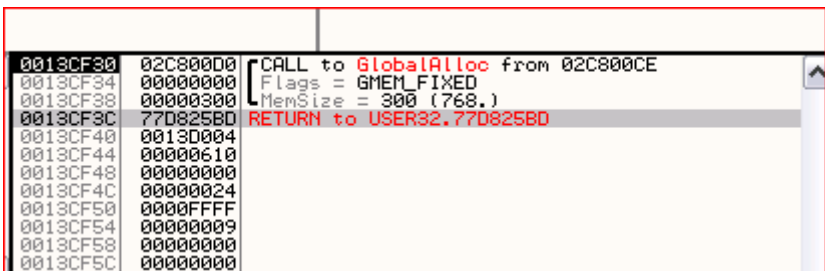 0013CF30 02C800D0 CALL to GlobalAlloc from 02C800CE
0013CF34 00000000 Flags = GMEM_FIXED
0013CF38 00000300 MemSize = 300 (768.)
0013CF3C 77D825BD RETURN to USER32.77D825BD
0013CF40 0013D004
0013CF44 00000610
0013CF48 00000000
0013CF4C 00000024
0013CF50 0000FFFF
0013CF54 00000009
0013CF58 00000000
0013CF5C 00000000